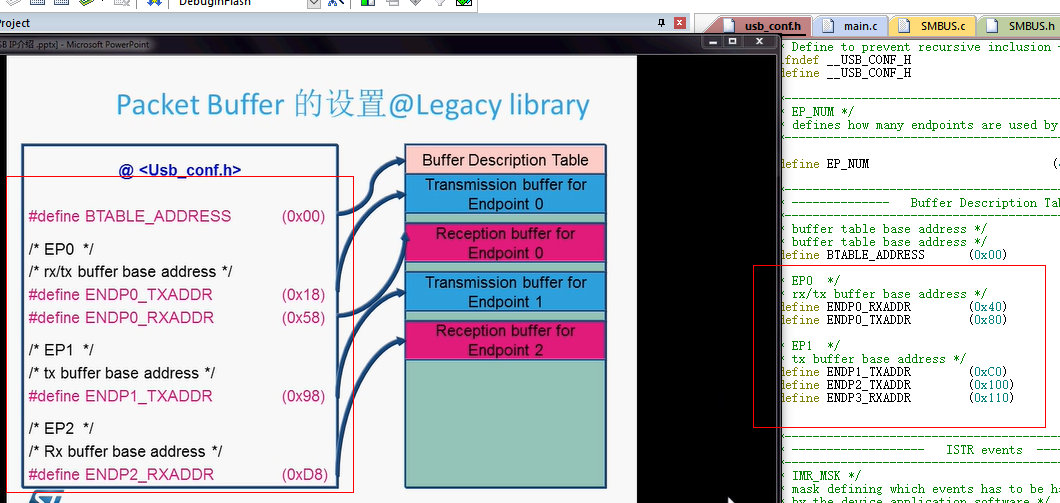 DebugInFlash
Project
usb_conf.h
main.c
SMBUS.c
SMBUS.h
SB IP介绍 .pptx] - Microsoft PowerPoint
Packet Buffer 的设置@Legacy library
@ <Usb_conf.h>
#define BTABLE_ADDRESS (0x00)
/* EP0 */
/* rx/tx buffer base address */
#define ENDP0_TXADDR (0x18)
#define ENDP0_RXADDR (0x58)
/* EP1 */
/* tx buffer base address */
#define ENDP1_TXADDR (0x98)
/* EP2 */
/* Rx buffer base address */
#define ENDP2_RXADDR (0xD8)
Buffer Description Table
Transmission buffer for
Endpoint 0
Reception buffer for
Endpoint 0
Transmission buffer for
Endpoint 1
Reception buffer for
Endpoint 2
* Define to prevent recursive inclusion -
ifndef __USB_CONF_H
define __USB_CONF_H
* EP_NUM */
* defines how many endpoints are used by
define EP_NUM
* -------------- Buffer Description Tab
* buffer table base address */
* buffer table base address */
define BTABLE_ADDRESS (0x00)
* EP0 */
* rx/tx buffer base address */
define ENDP0_RXADDR (0x40)
define ENDP0_TXADDR (0x80)
* EP1 */
* tx buffer base address */
define ENDP1_TXADDR (0xC0)
define ENDP2_TXADDR (0x100)
define ENDP3_RXADDR (0x110)
* ------------------- ISTR events -------
* IMR_MSK */
* mask defining which events has to be h
* by the device application software */